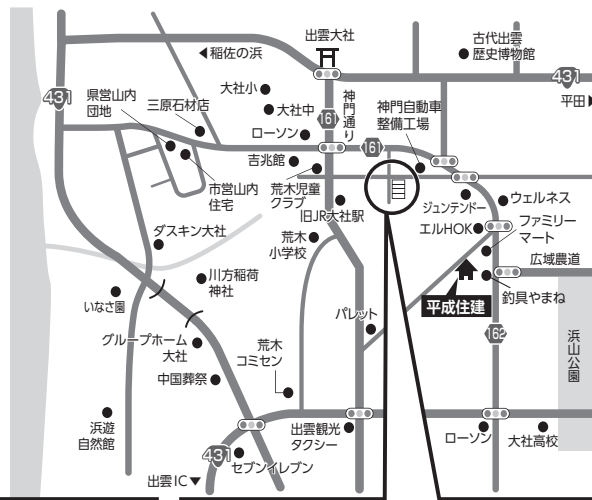 出雲大社
◀稲佐の浜
古代出雲
歴史博物館
431
431
平田▶
県営山内
団地
三原石材店
大社小
大社中
ローソン
161
神門通り
神門自動車
整備工場
161
吉兆館
市営山内
住宅
荒木児童
クラブ
旧JR大社駅
ジュンテンドー
ウェルネス
エルHOK
ファミリー
マート
ダスキン大社
荒木
小学校
広域農道
川方稲荷
神社
平成住建
釣具やまね
いなさ園
パレット
162
グループホーム
大社
荒木
コミセン
浜山公園
中国葬祭
浜遊
自然館
出雲観光
タクシー
ローソン
大社高校
431
セブンイレブン
出雲IC▼